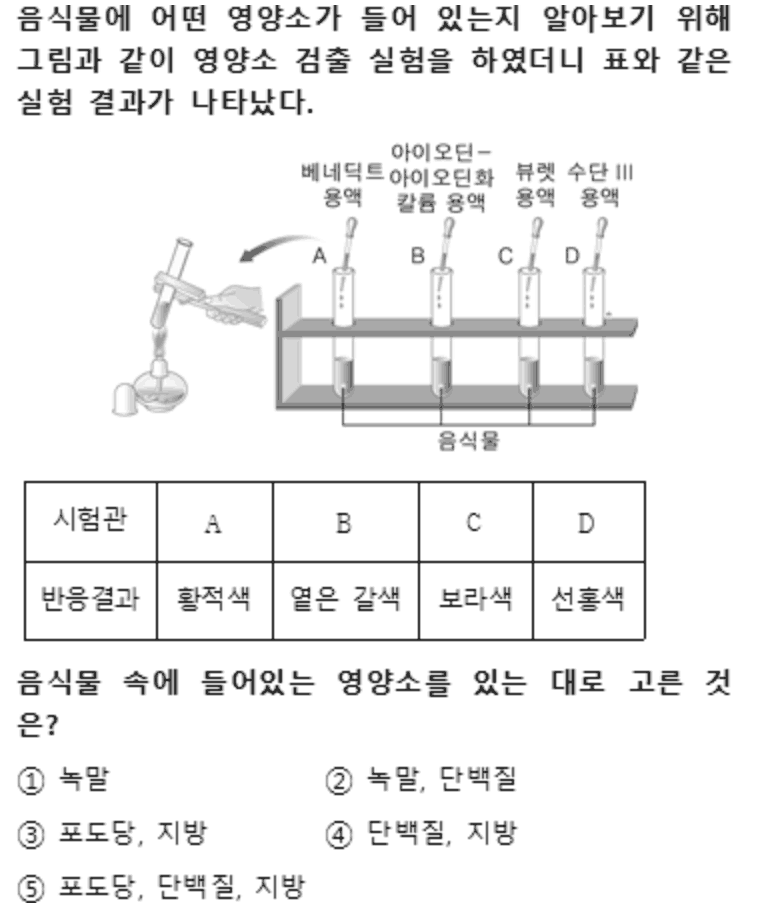 음식물에 어떤 영양소가 들어 있는지 알아보기 위해
그림과 같이 영양소 검출 실험을 하였더니 표와 같은
실험 결과가 나타났다.
베네딕트 용액
아이오딘-
아이오딘화
칼륨 용액
뷰렛 용액
수단 III 용액
A B C D
음식물
시험관 A B C D
반응결과 황적색 옅은 갈색 보라색 선홍색
음식물 속에 들어있는 영양소를 있는 대로 고른 것
은?
① 녹말 ② 녹말, 단백질
③ 포도당, 지방 ④ 단백질, 지방
⑤ 포도당, 단백질, 지방